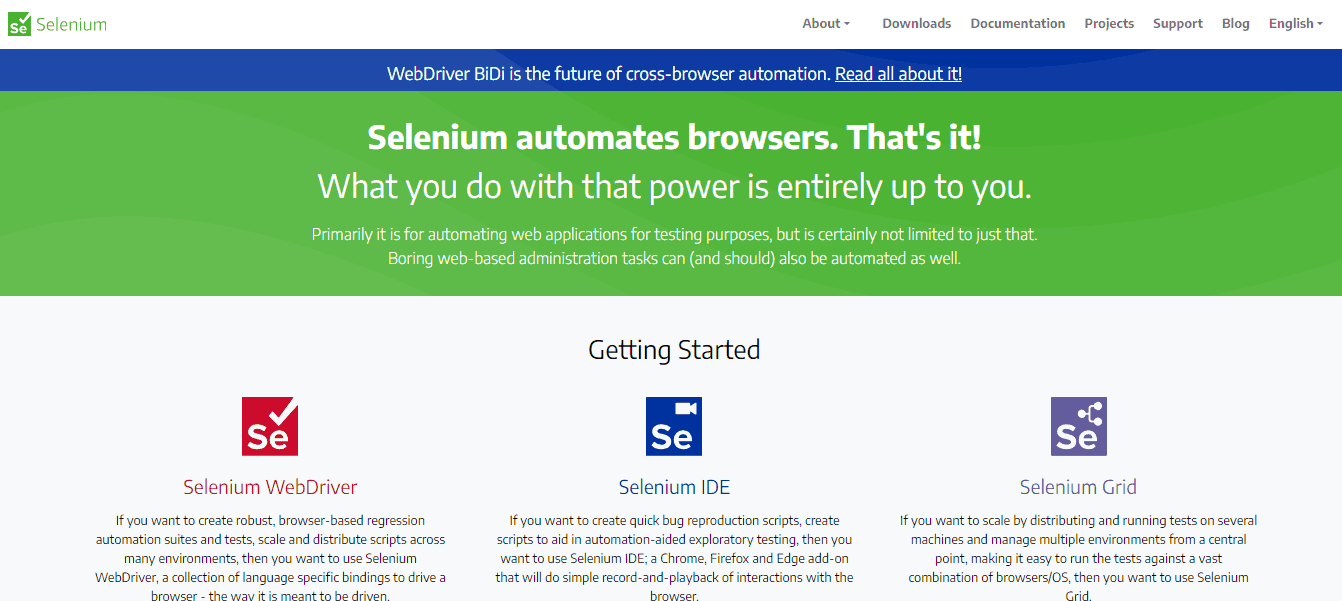 Se Selenium
About Downloads Documentation Projects Support Blog English
WebDriver BiDi is the future of cross-browser automation. Read all about it!
Selenium automates browsers. That's it!
What you do with that power is entirely up to you.
Primarily it is for automating web applications for testing purposes, but is certainly not limited to just that.
Boring web-based administration tasks can (and should) also be automated as well.
Getting Started
Se
Selenium WebDriver
If you want to create robust, browser-based regression
automation suites and tests, scale and distribute scripts across
many environments, then you want to use Selenium
WebDriver, a collection of language specific bindings to drive a
browser - the way it is meant to be driven.
Se
Selenium IDE
If you want to create quick bug reproduction scripts, create
scripts to aid in automation-aided exploratory testing, then you
want to use Selenium IDE; a Chrome, Firefox and Edge add-on
that will do simple record-and-playback of interactions with the
browser.
Se
Selenium Grid
If you want to scale by distributing and running tests on several
machines and manage multiple environments from a central
point, making it easy to run the tests against a vast
combination of browsers/OS, then you want to use Selenium
Grid.